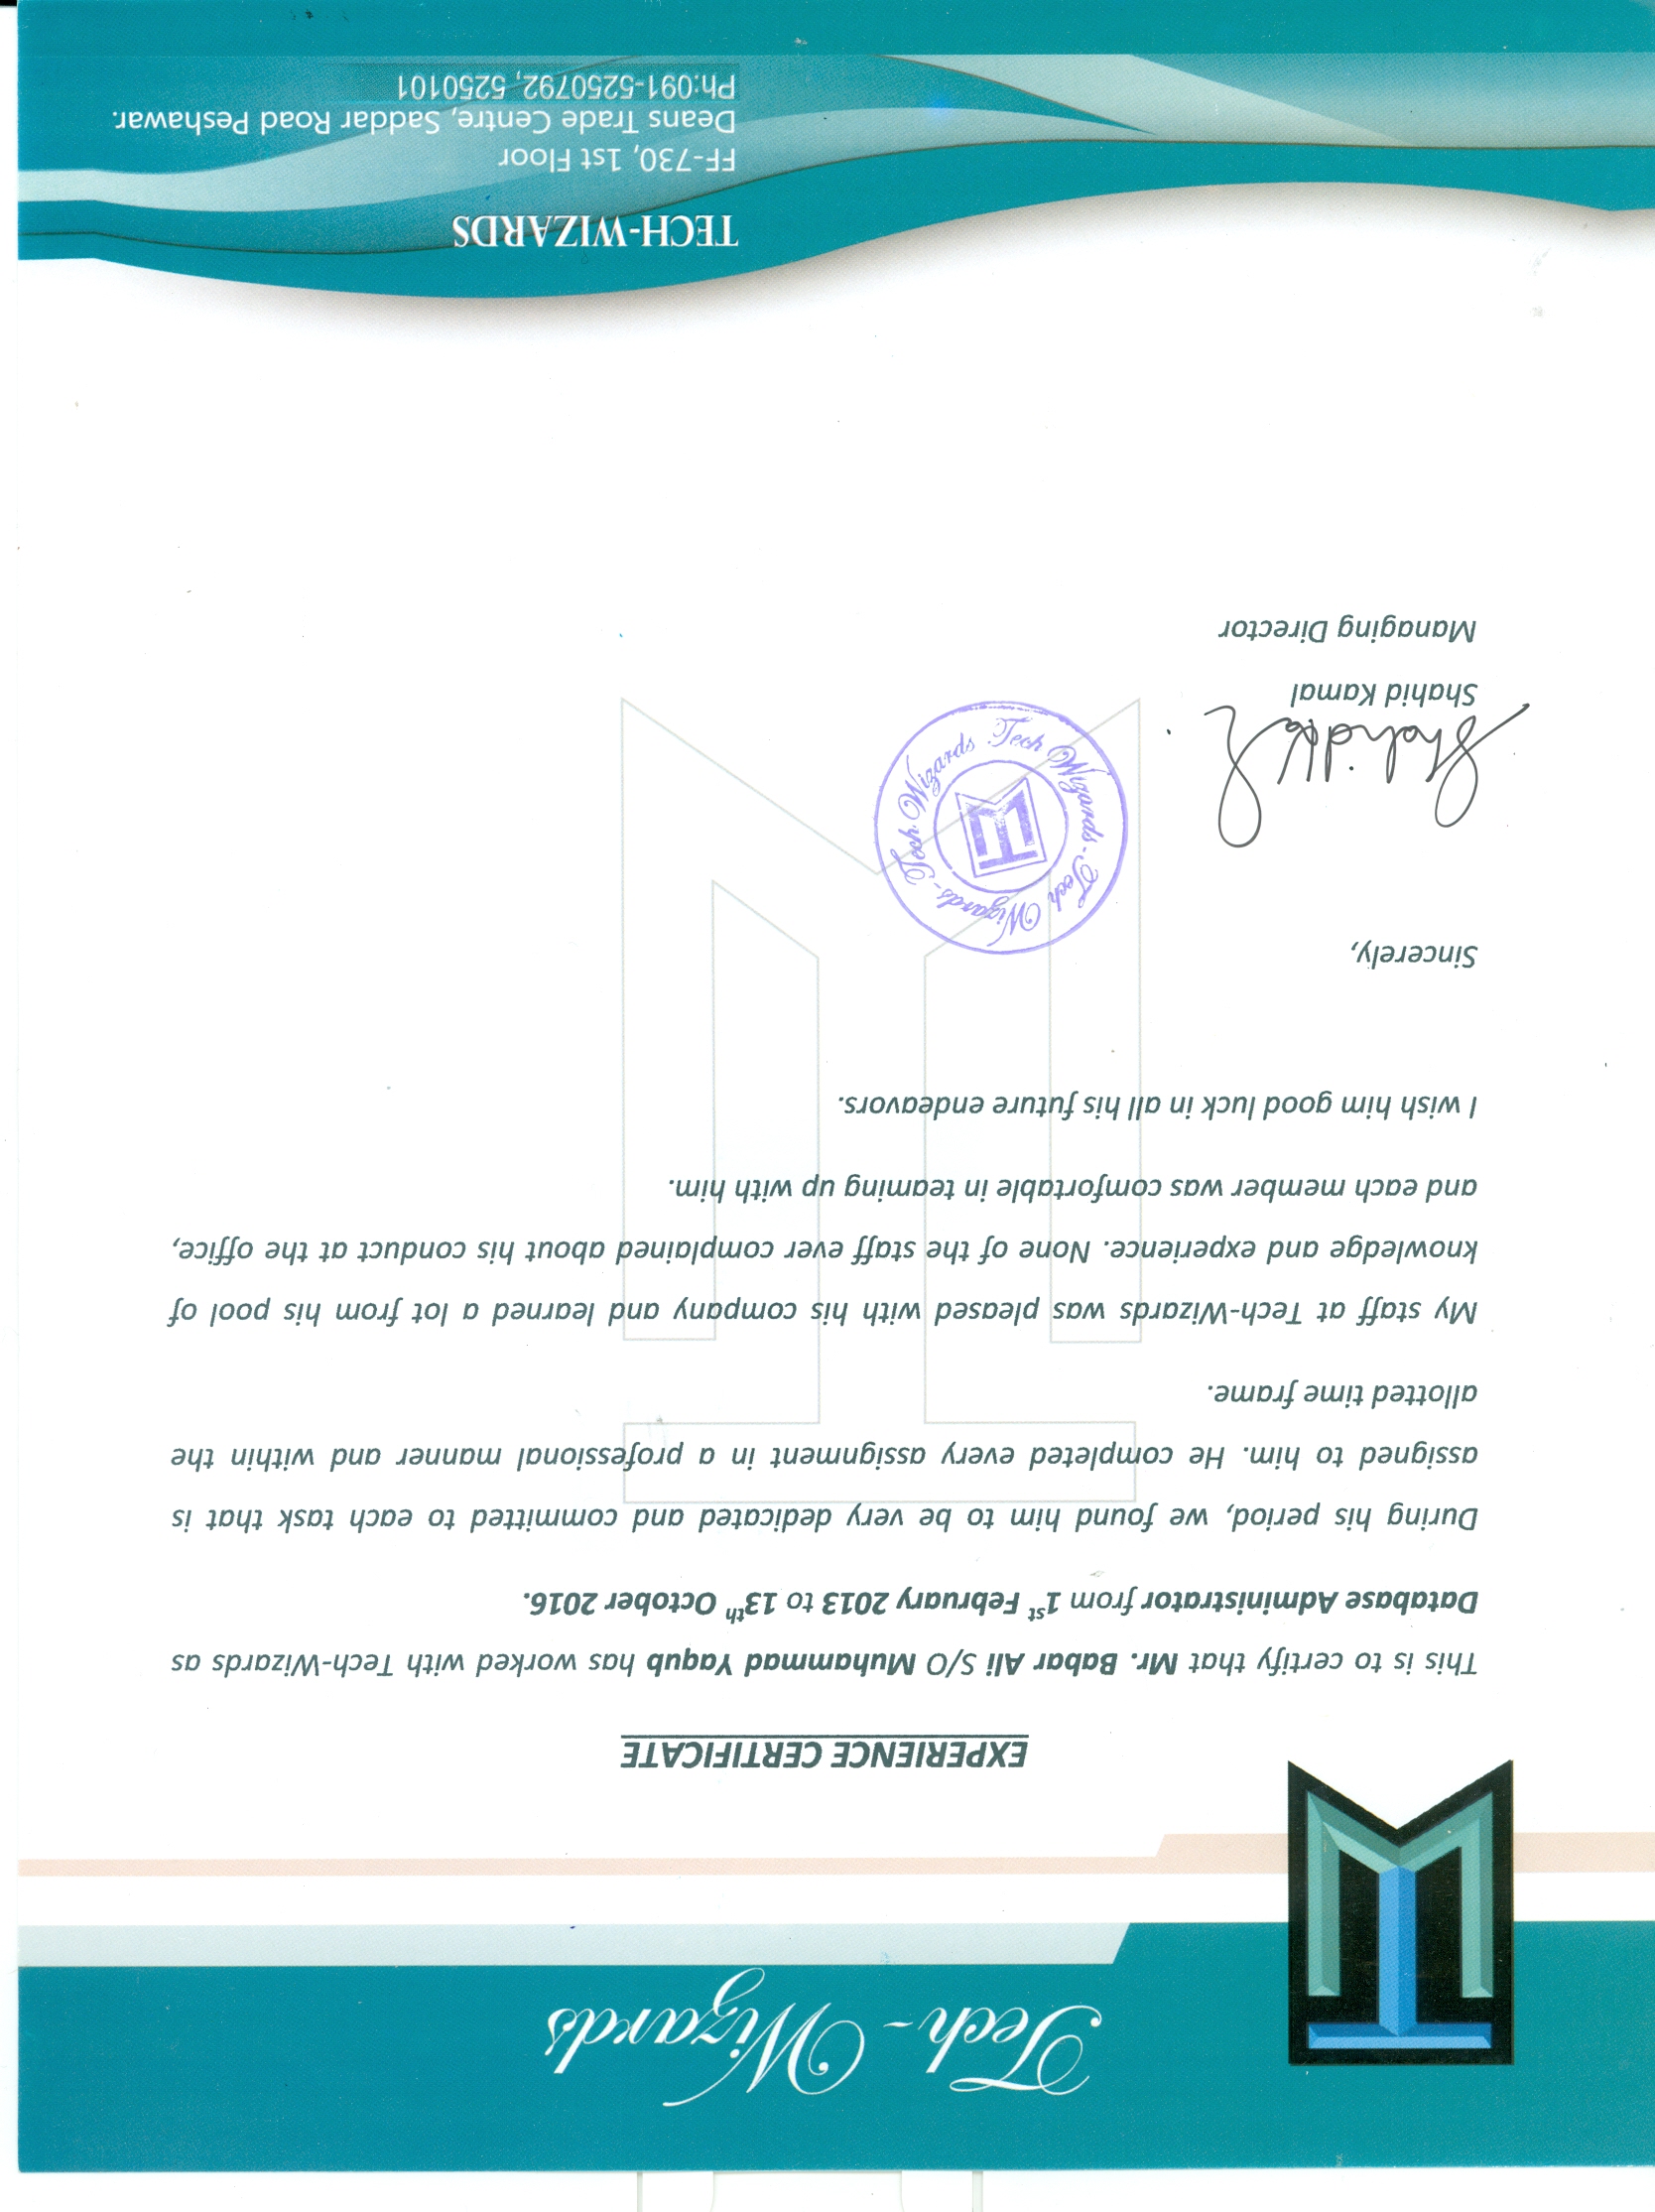 Tech-Wizards
EXPERIENCE CERTIFICATE
This is to certify that Mr. Babar Ali S/O Muhammad Yaqub has worked with Tech-Wizards as
Database Administrator from 1st February 2013 to 13th October 2016.
During his period, we found him to be very dedicated and committed to each task that is
assigned to him. He completed every assignment in a professional manner and within the
allotted time frame.
My staff at Tech-Wizards was pleased with his company and learned a lot from his pool of
knowledge and experience. None of the staff ever complained about his conduct at the office,
and each member was comfortable in teaming up with him.
I wish him good luck in all his future endeavors.
Sincerely,
Tech Wizards-Tech Wizards Tech Wizards-
Shahid Kamal
Managing Director
TECH-WIZARDS
FF-730, 1st Floor
Deans Trade Centre, Saddar Road Peshawar.
Ph:091-5250792, 5250101